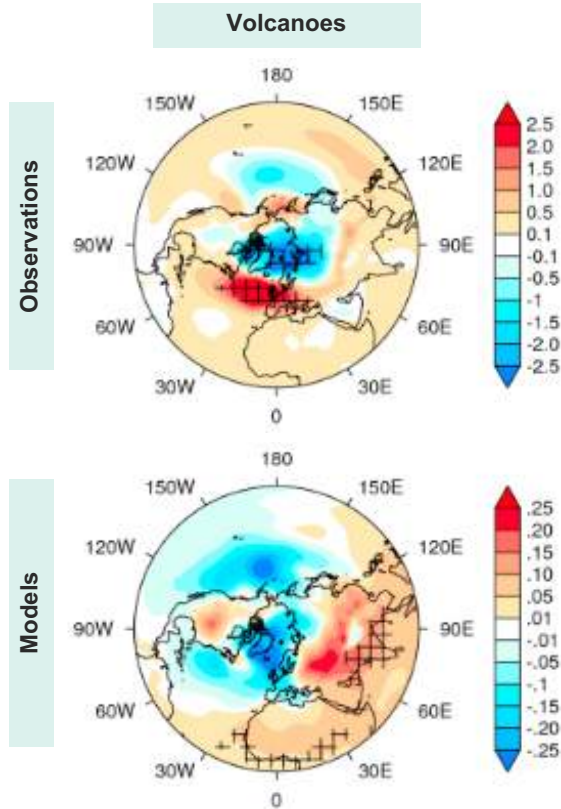 Volcanoes
Observations
180
150W 150E
120W 120E
90W 90E
60W 60E
30W 30E
0
2.5
2.0
1.5
1.0
0.5
0.1
-0.1
-0.5
-1
-1.5
-2.0
-2.5
Models
180
150W 150E
120W 120E
90W 90E
60W 60E
30W 30E
0
.25
.20
.15
.10
.05
.01
-.01
-.05
-.1
-.15
-.20
-.25